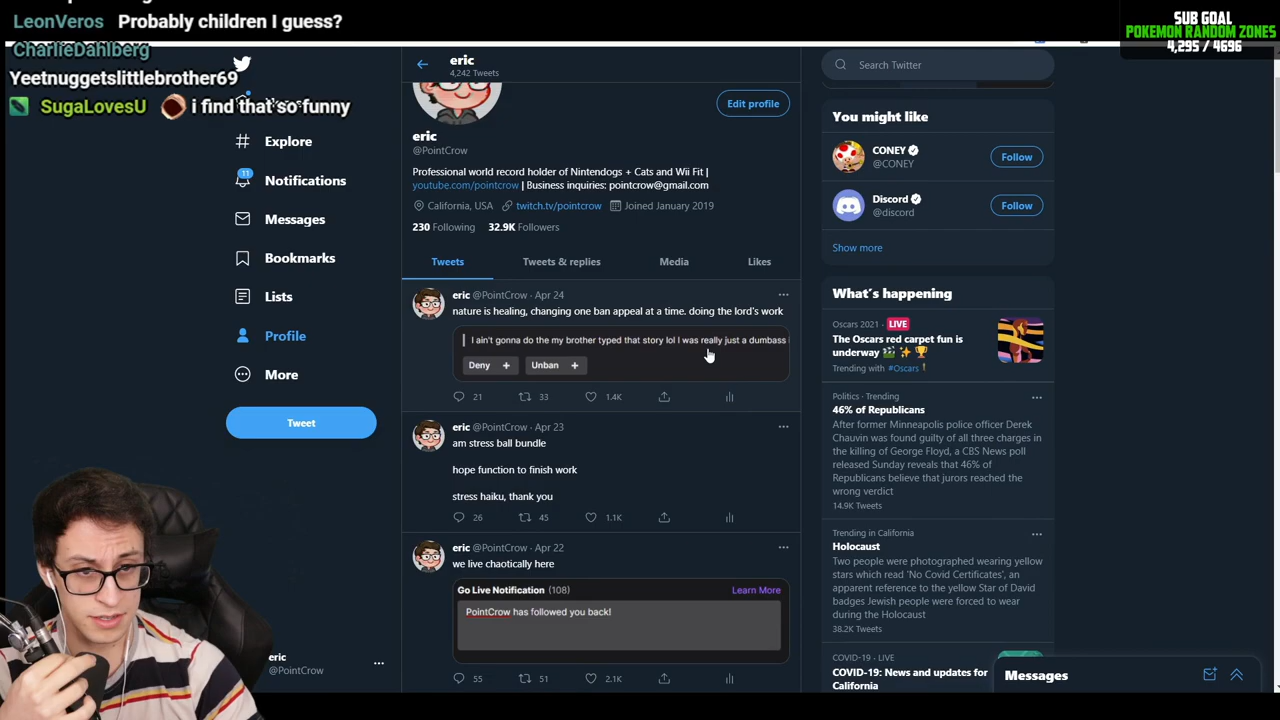 LeonVeros Probably children I guess?
CharlieDahlberg
Yeetnuggetslittlebrother69
SugaLovesU i find that so funny
SUB GOAL
POKEMON RANDOM ZONES
4,295 / 4696
Explore
11
Notifications
Messages
Bookmarks
Lists
Profile
More
Tweet
eric
@PointCrow
eric
4,242 Tweets
Edit profile
eric
@PointCrow
Professional world record holder of Nintendogs + Cats and Wii Fit |
youtube.com/pointcrow | Business inquiries: pointcrow@gmail.com
California, USA twitch.tv/pointcrow Joined January 2019
230 Following 32.9K Followers
Tweets Tweets & replies Media Likes
eric @PointCrow · Apr 24
nature is healing, changing one ban appeal at a time. doing the lord's work
I ain't gonna do the my brother typed that story lol I was really just a dumbass
Deny + Unban +
21 33 1.4K
eric @PointCrow · Apr 23
am stress ball bundle
hope function to finish work
stress haiku, thank you
26 45 1.1K
eric @PointCrow · Apr 22
we live chaotically here
Go Live Notification (108) Learn More
PointCrow has followed you back!
55 51 2.1K
Search Twitter
You might like
CONEY
@CONEY
Follow
Discord
@discord
Follow
Show more
What's happening
Oscars 2021 · LIVE
The Oscars red carpet fun is
underway
Trending with #Oscars
Politics · Trending
46% of Republicans
After former Minneapolis police officer Derek
Chauvin was found guilty of all three charges in
the killing of George Floyd, a CBS News poll
released Sunday reveals that 46% of
Republicans believe that jurors reached the
wrong verdict
14.9K Tweets
Trending in California
Holocaust
Two people were photographed wearing yellow
stars which read 'No Covid Certificates', an
apparent reference to the yellow Star of David
badges Jewish people were forced to wear
during the Holocaust
38.2K Tweets
COVID-19 · LIVE
COVID-19: News and updates for
California
Messages